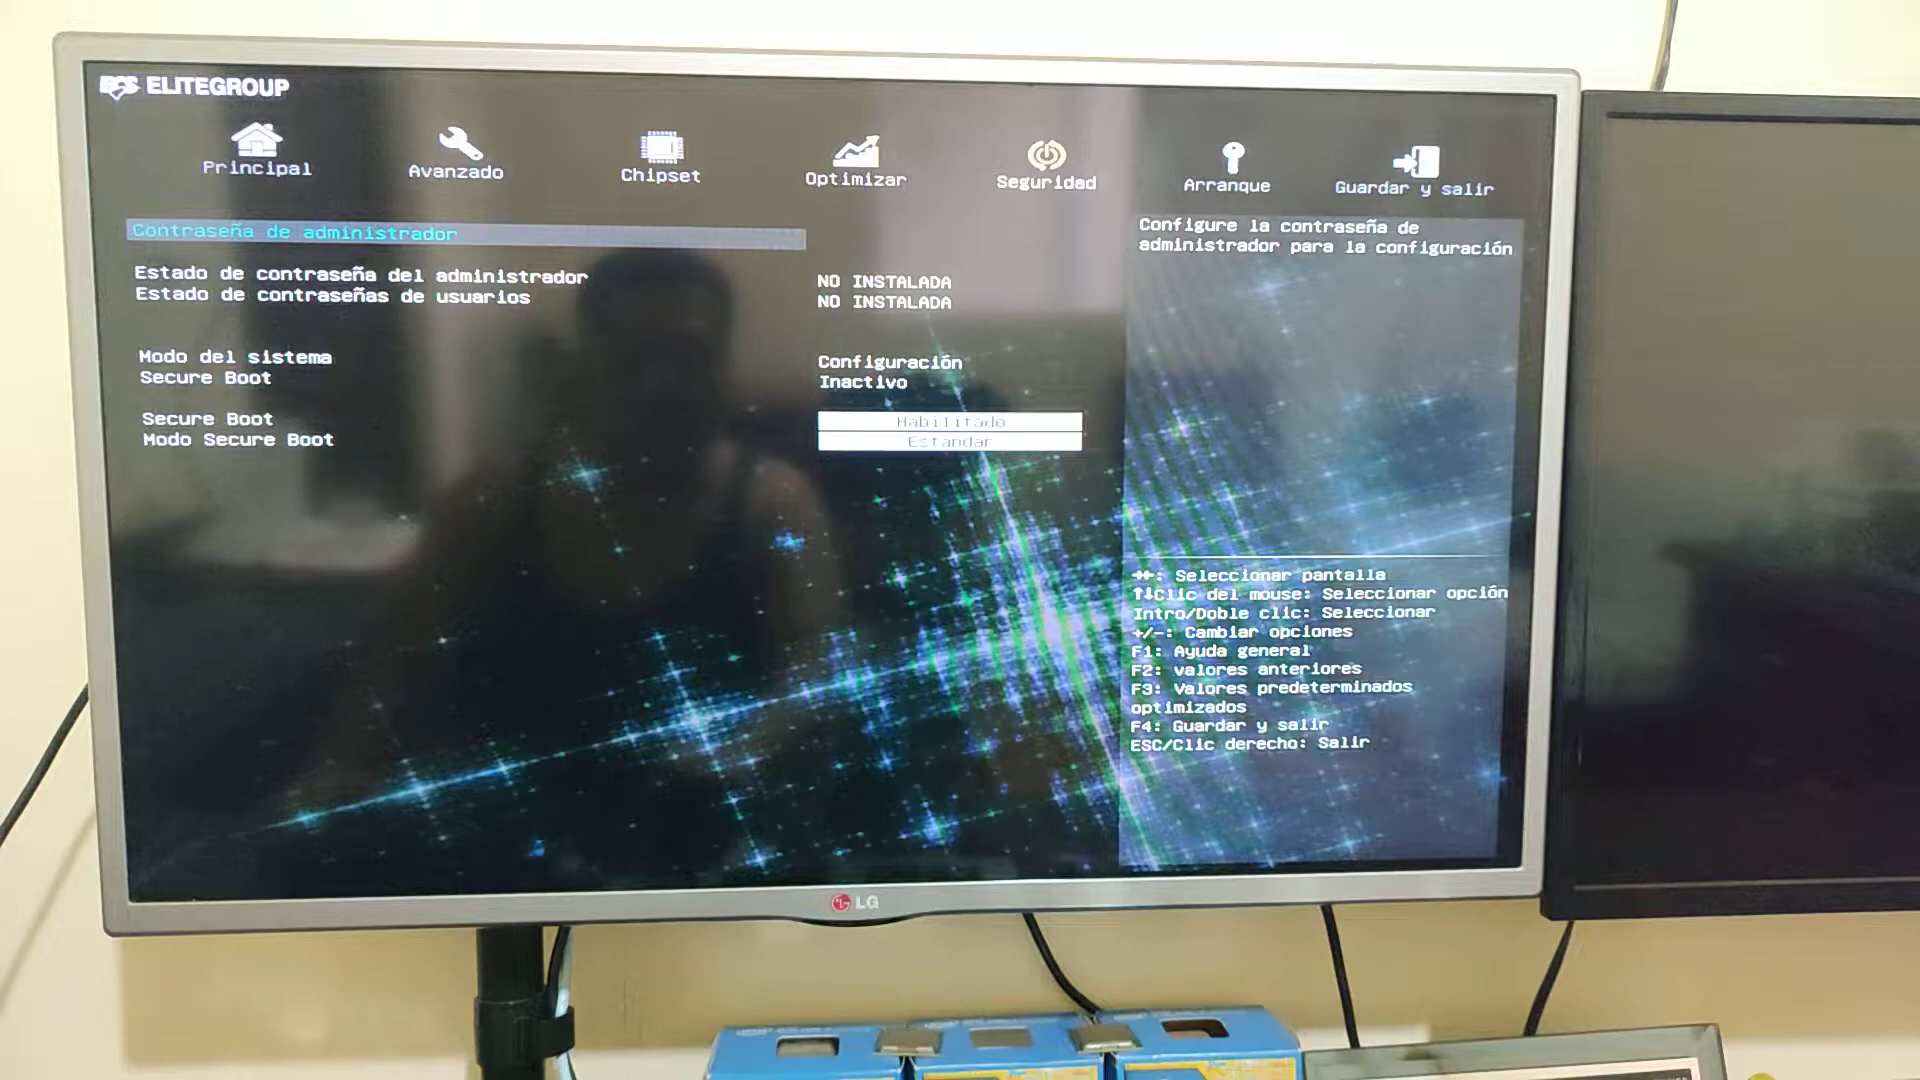 ECS ELITEGROUP
Principal
Avanzado
Chipset
Optimizar
Seguridad
Arranque
Guardar y salir
Contraseña de administrador
Estado de contraseña del administrador NO INSTALADA
Estado de contraseñas de usuarios NO INSTALADA
Modo del sistema Configuración
Secure Boot Inactivo
Secure Boot Habilitado
Modo Secure Boot Estandar
Configure la contraseña de
administrador para la configuración
→←: Seleccionar pantalla
↑↓Clic del mouse: Seleccionar opción
Intro/Doble clic: Seleccionar
+/-: Cambiar opciones
F1: Ayuda general
F2: valores anteriores
F3: Valores predeterminados
optimizados
F4: Guardar y salir
ESC/Clic derecho: Salir
LG